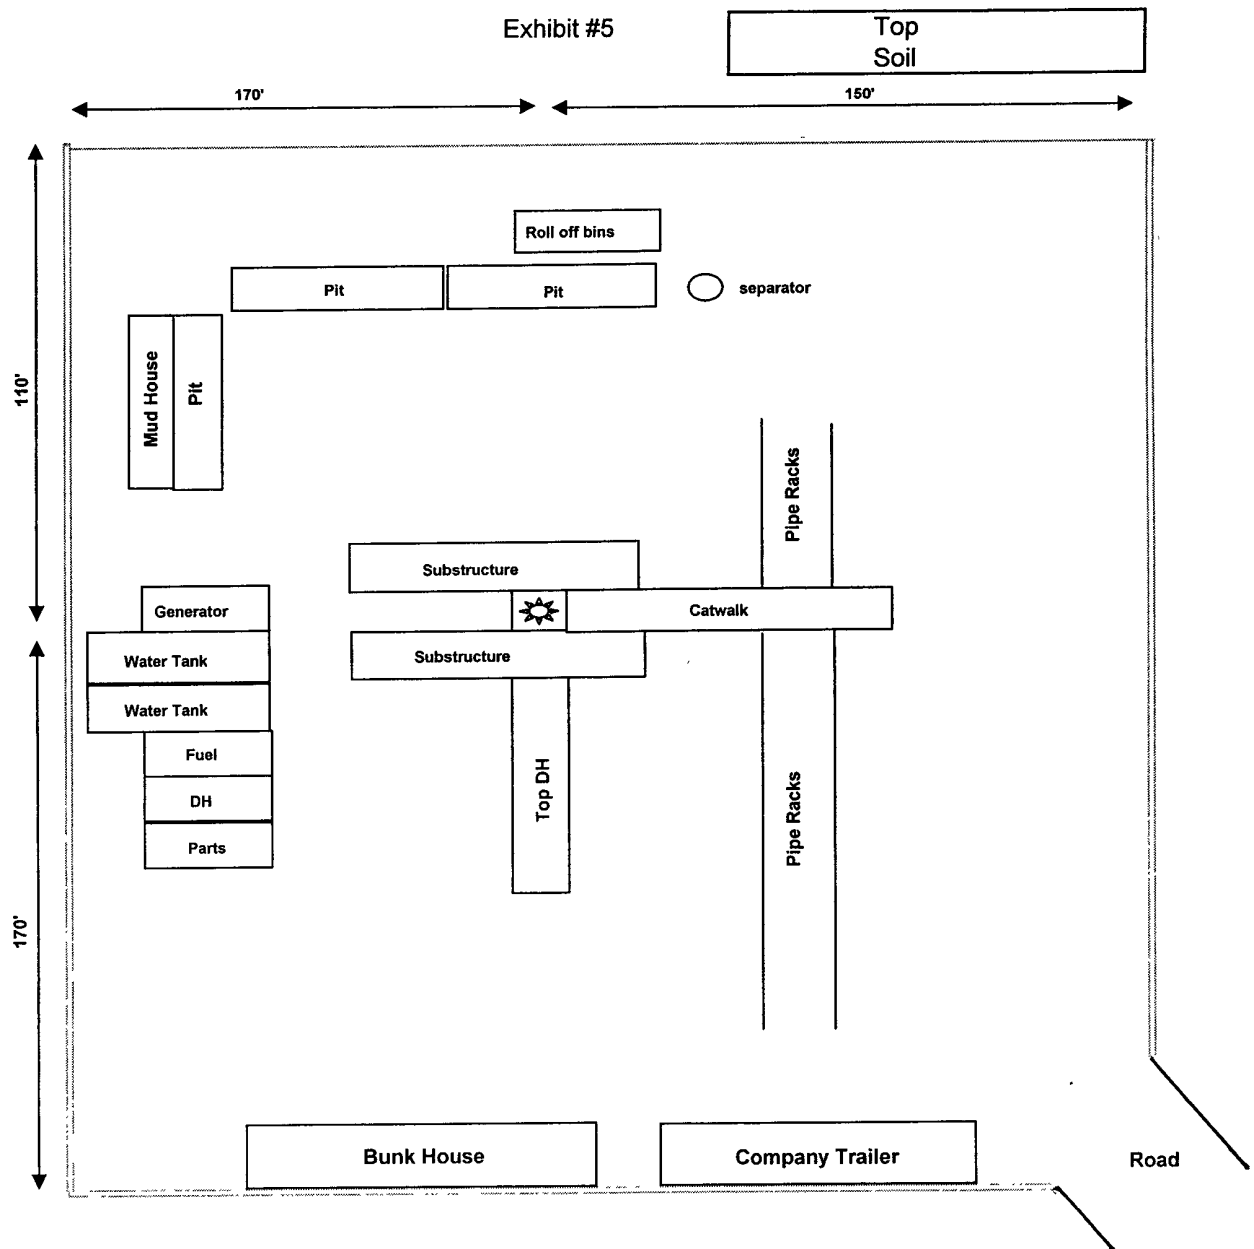 Exhibit #5
Top
Soil
170'
150'
Roll off bins
Pit
Pit
separator
110'
Mud House
Pit
Pipe Racks
Substructure
Generator
Catwalk
Water Tank
Substructure
Water Tank
Fuel
DH
Top DH
Pipe Racks
Parts
170'
Bunk House
Company Trailer
Road